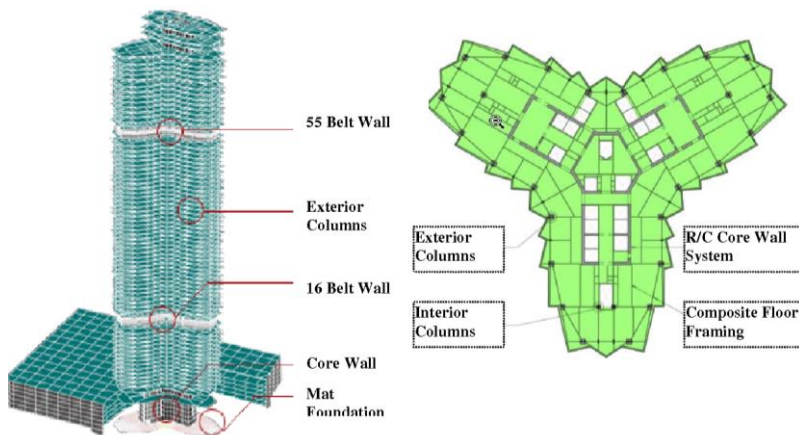 55 Belt Wall
Exterior
Columns
16 Belt Wall
Core Wall
Mat
Foundation
Exterior
Columns
R/C Core Wall
System
Interior
Columns
Composite Floor
Framing